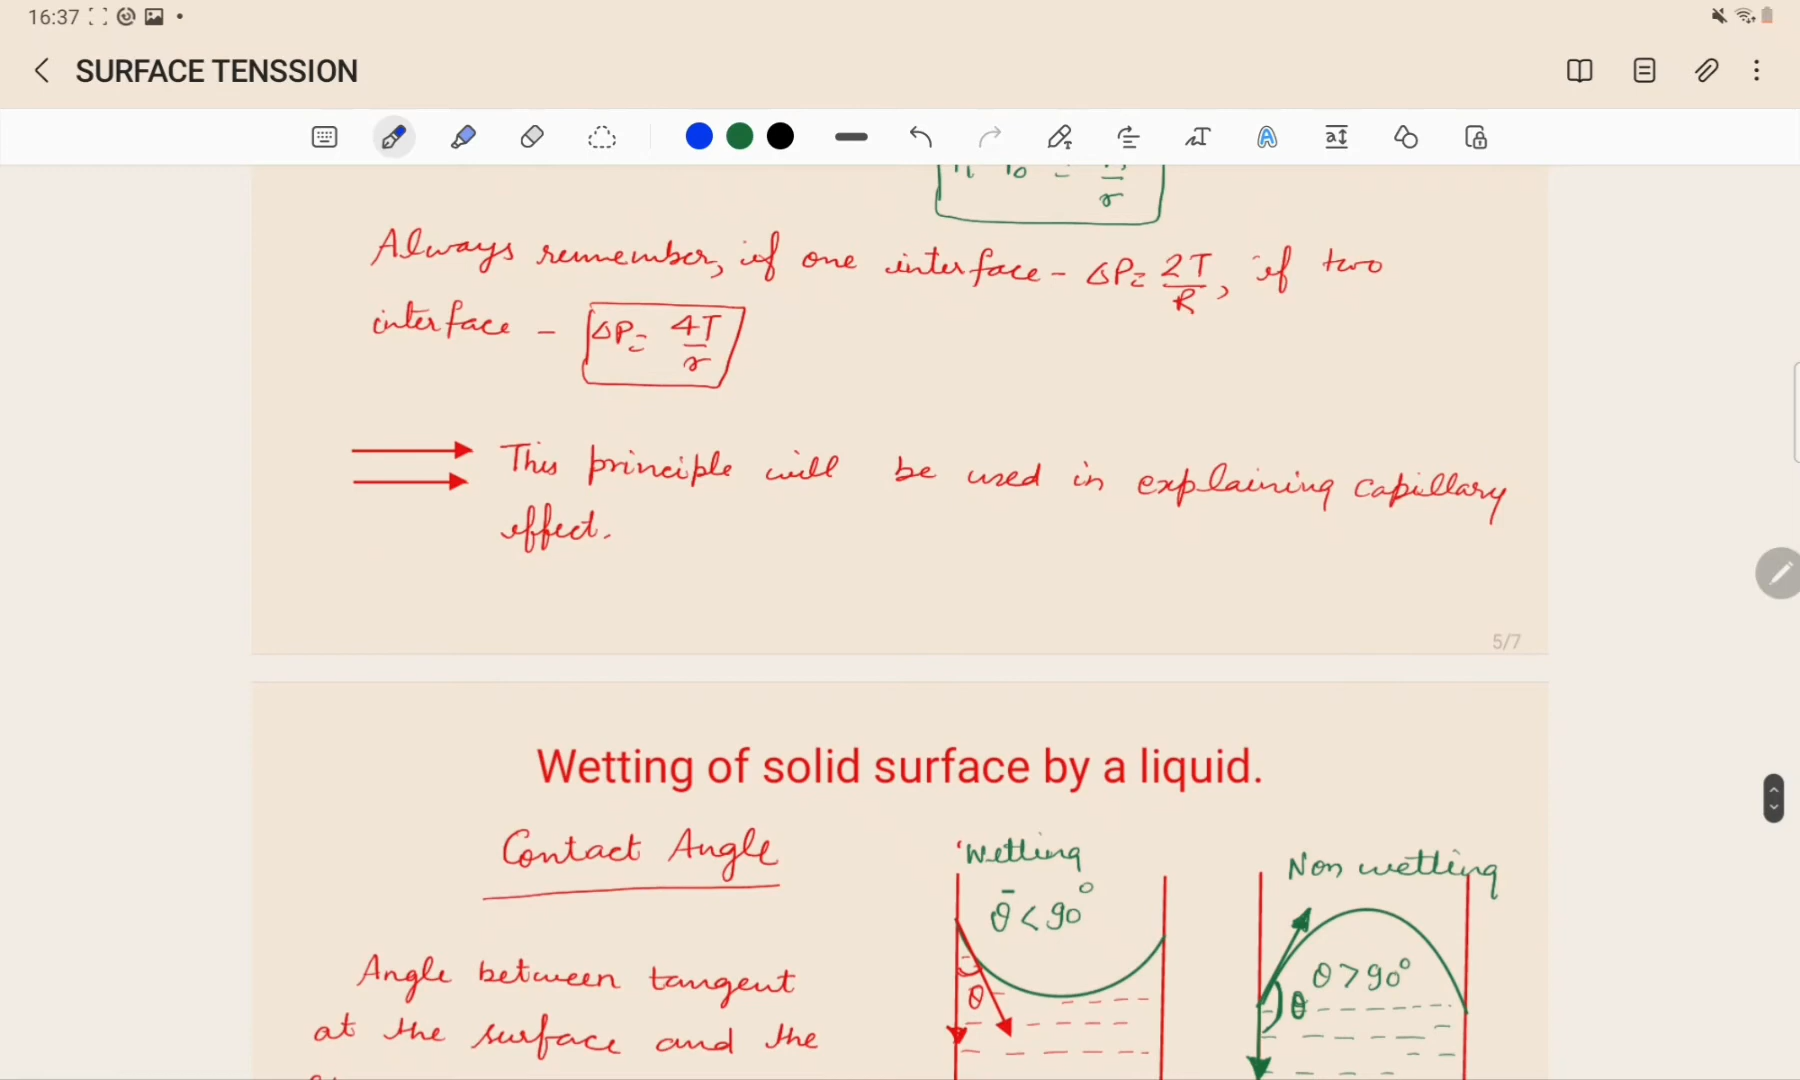 16:37
SURFACE TENSSION
r
Always remember, if one interface - ΔP= 2T/R, if two
interface - ΔP= 4T/r
This principle will be used in explaining capillary
effect.
5/7
Wetting of solid surface by a liquid.
Contact Angle
Wetting
θ < 90°
θ
Non wetting
θ > 90°
θ
Angle between tangent
at the surface and the